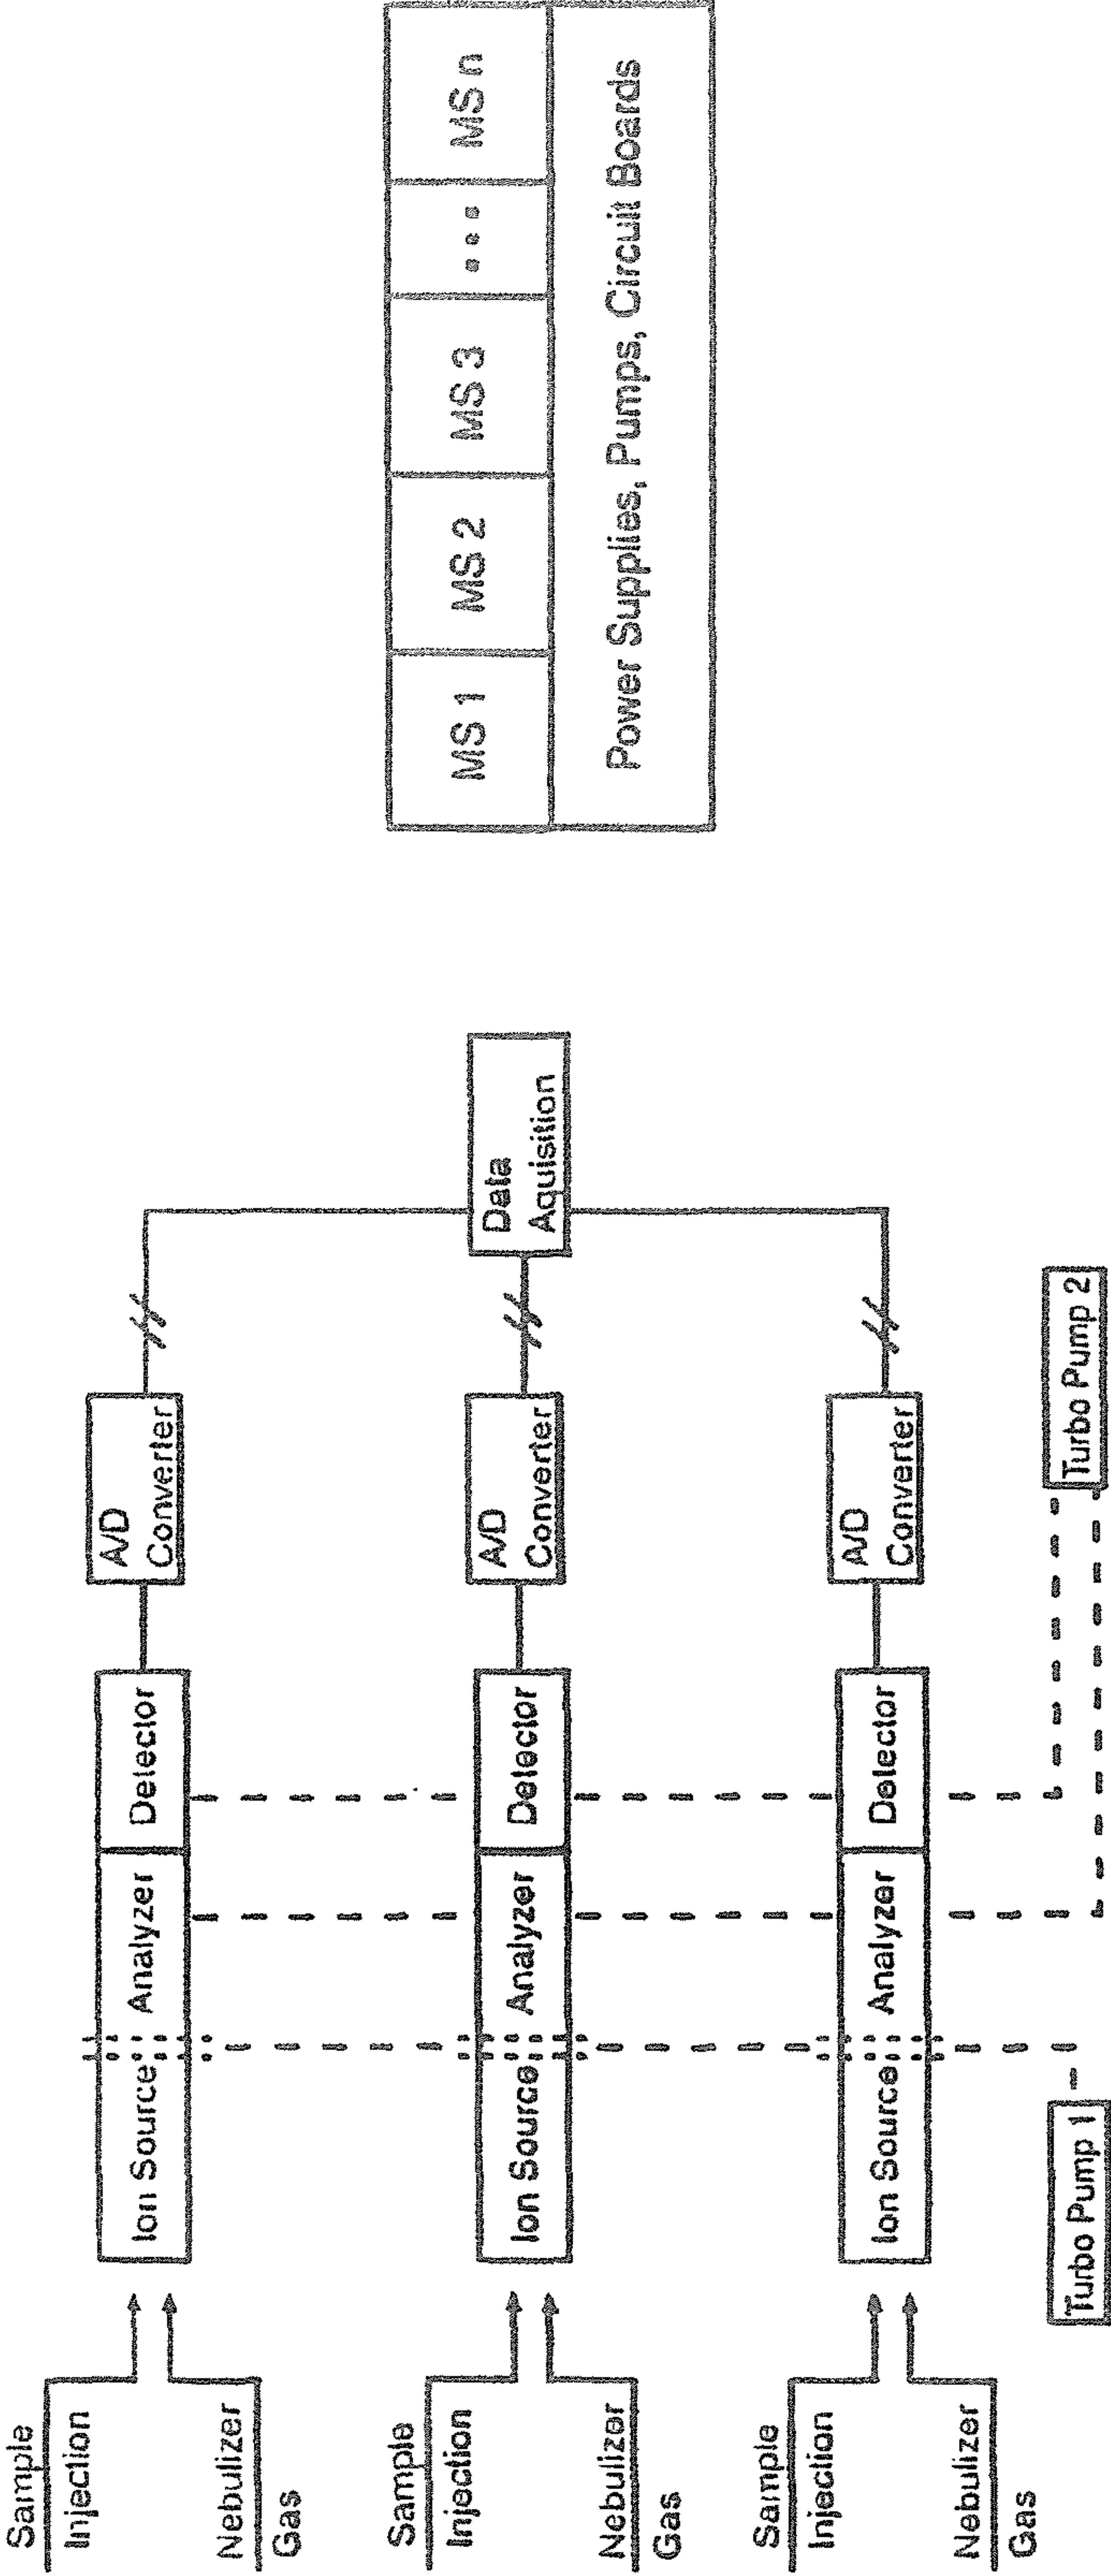 Sample
Injection
Nebulizer
Gas
Ion Source
Analyzer
Detector
A/D
Converter
Sample
Injection
Nebulizer
Gas
Ion Source
Analyzer
Detector
A/D
Converter
Data
Aquisition
Sample
Injection
Nebulizer
Gas
Ion Source
Analyzer
Detector
A/D
Converter
Turbo Pump 1
Turbo Pump 2
MS 1
MS 2
MS 3
...
MS n
Power Supplies, Pumps, Circuit Boards